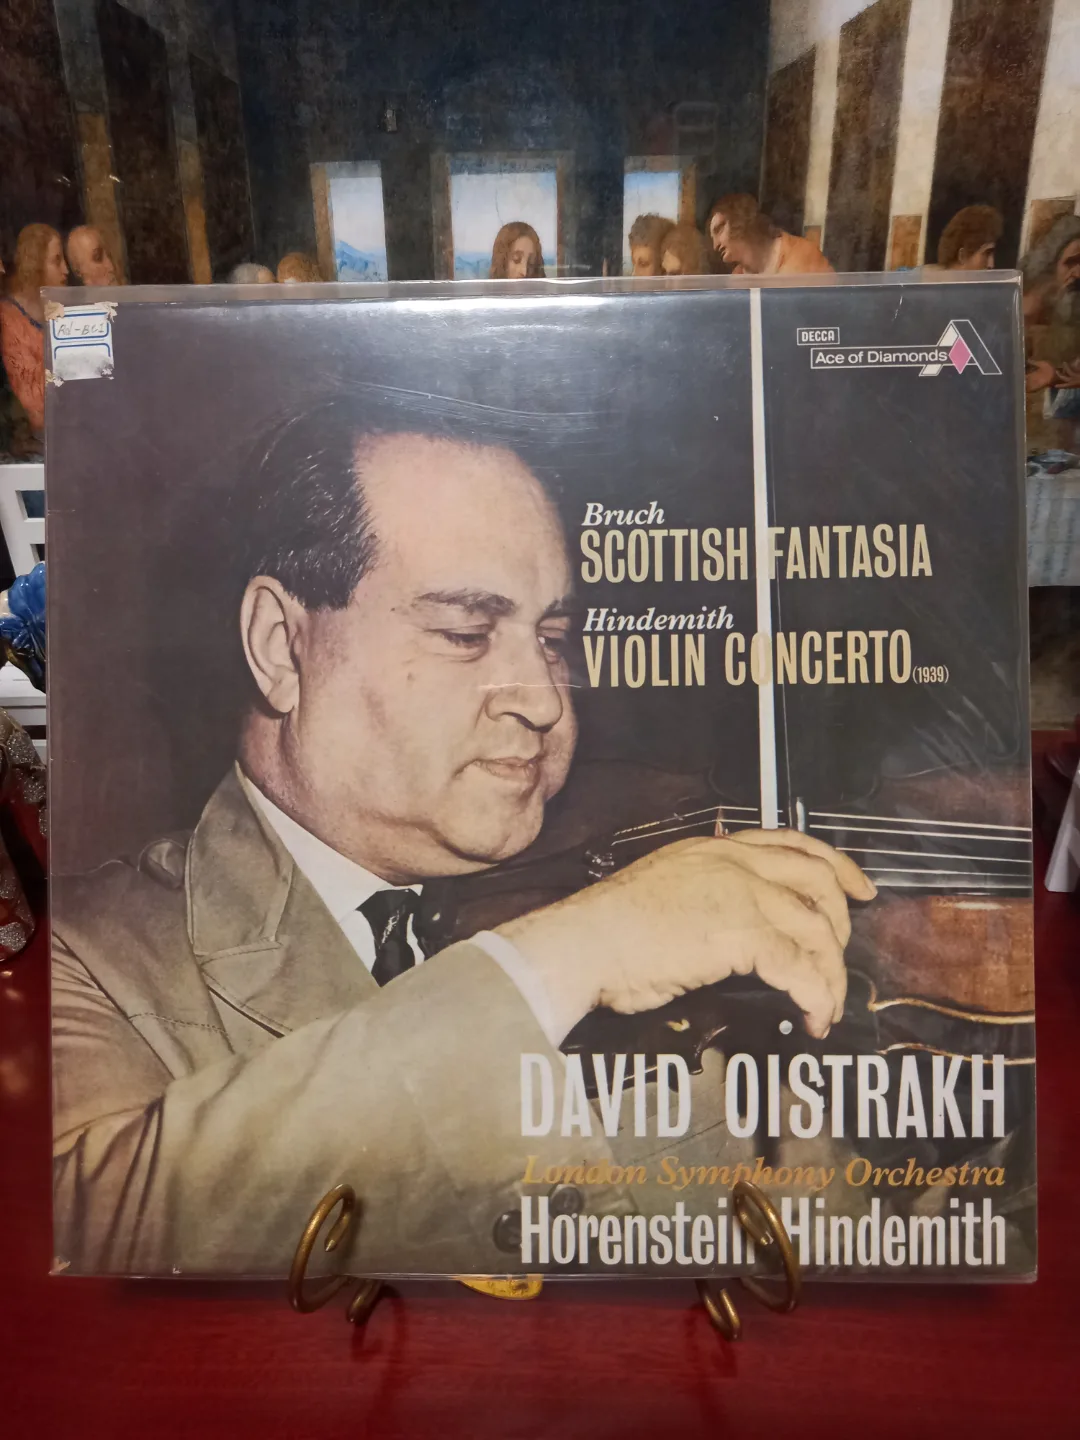 DECCA
Ace of Diamonds
Bruch
SCOTTISH FANTASIA
Hindemith
VIOLIN CONCERTO (1939)
DAVID OISTRAKH
London Symphony Orchestra
Horenstein Hindemith